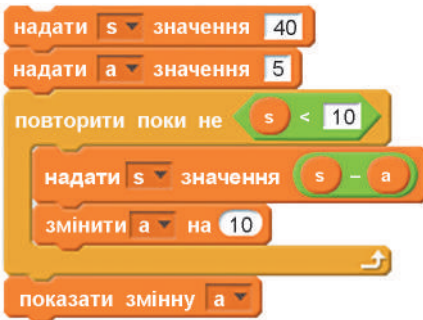 надати s значення 40
надати a значення 5
повторити поки не s < 10
надати s значення s - a
змінити a на 10
показати змінну a